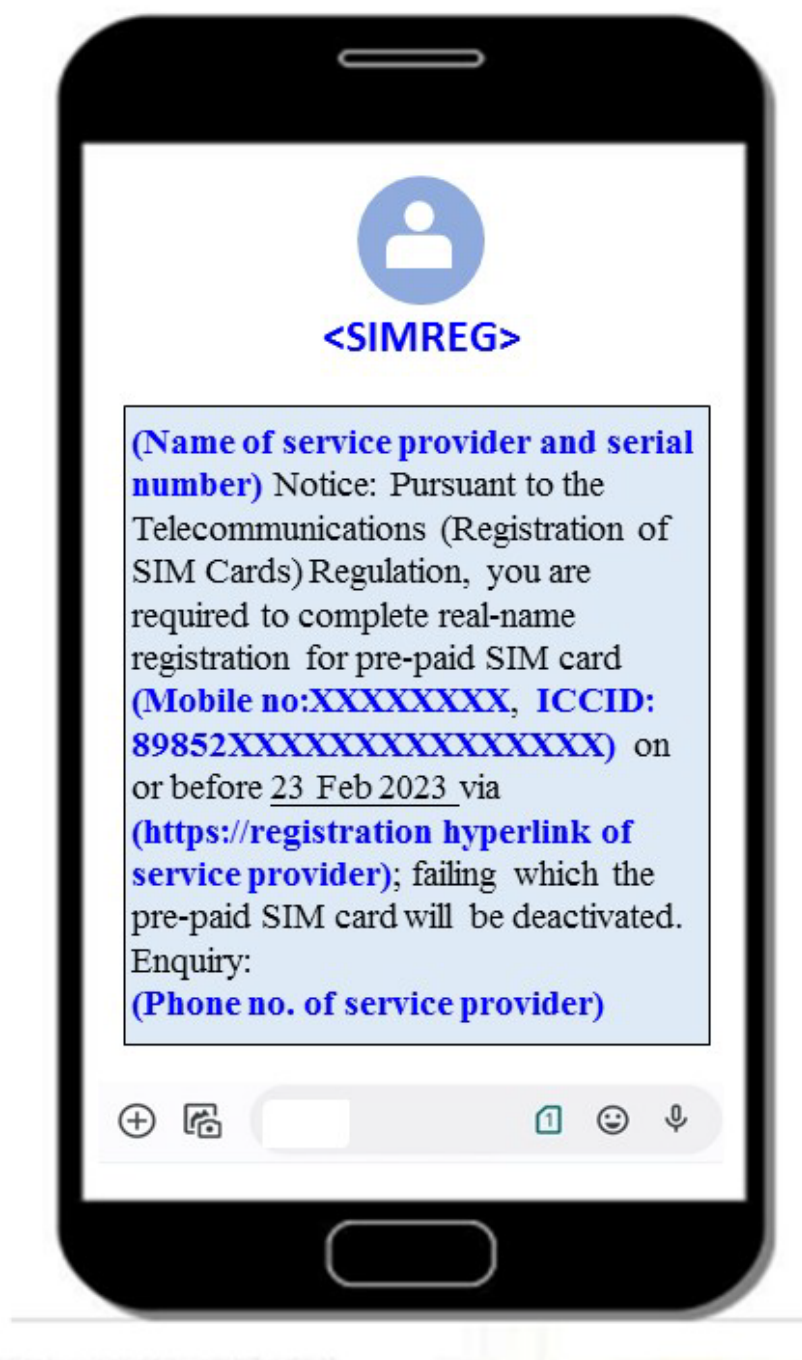 <SIMREG>
(Name of service provider and serial
number) Notice: Pursuant to the
Telecommunications (Registration of
SIM Cards) Regulation, you are
required to complete real-name
registration for pre-paid SIM card
(Mobile no:XXXXXXXX, ICCID:
89852XXXXXXXXXXXXXXX) on
or before 23 Feb 2023 via
(https://registration hyperlink of
service provider); failing which the
pre-paid SIM card will be deactivated.
Enquiry:
(Phone no. of service provider)
1